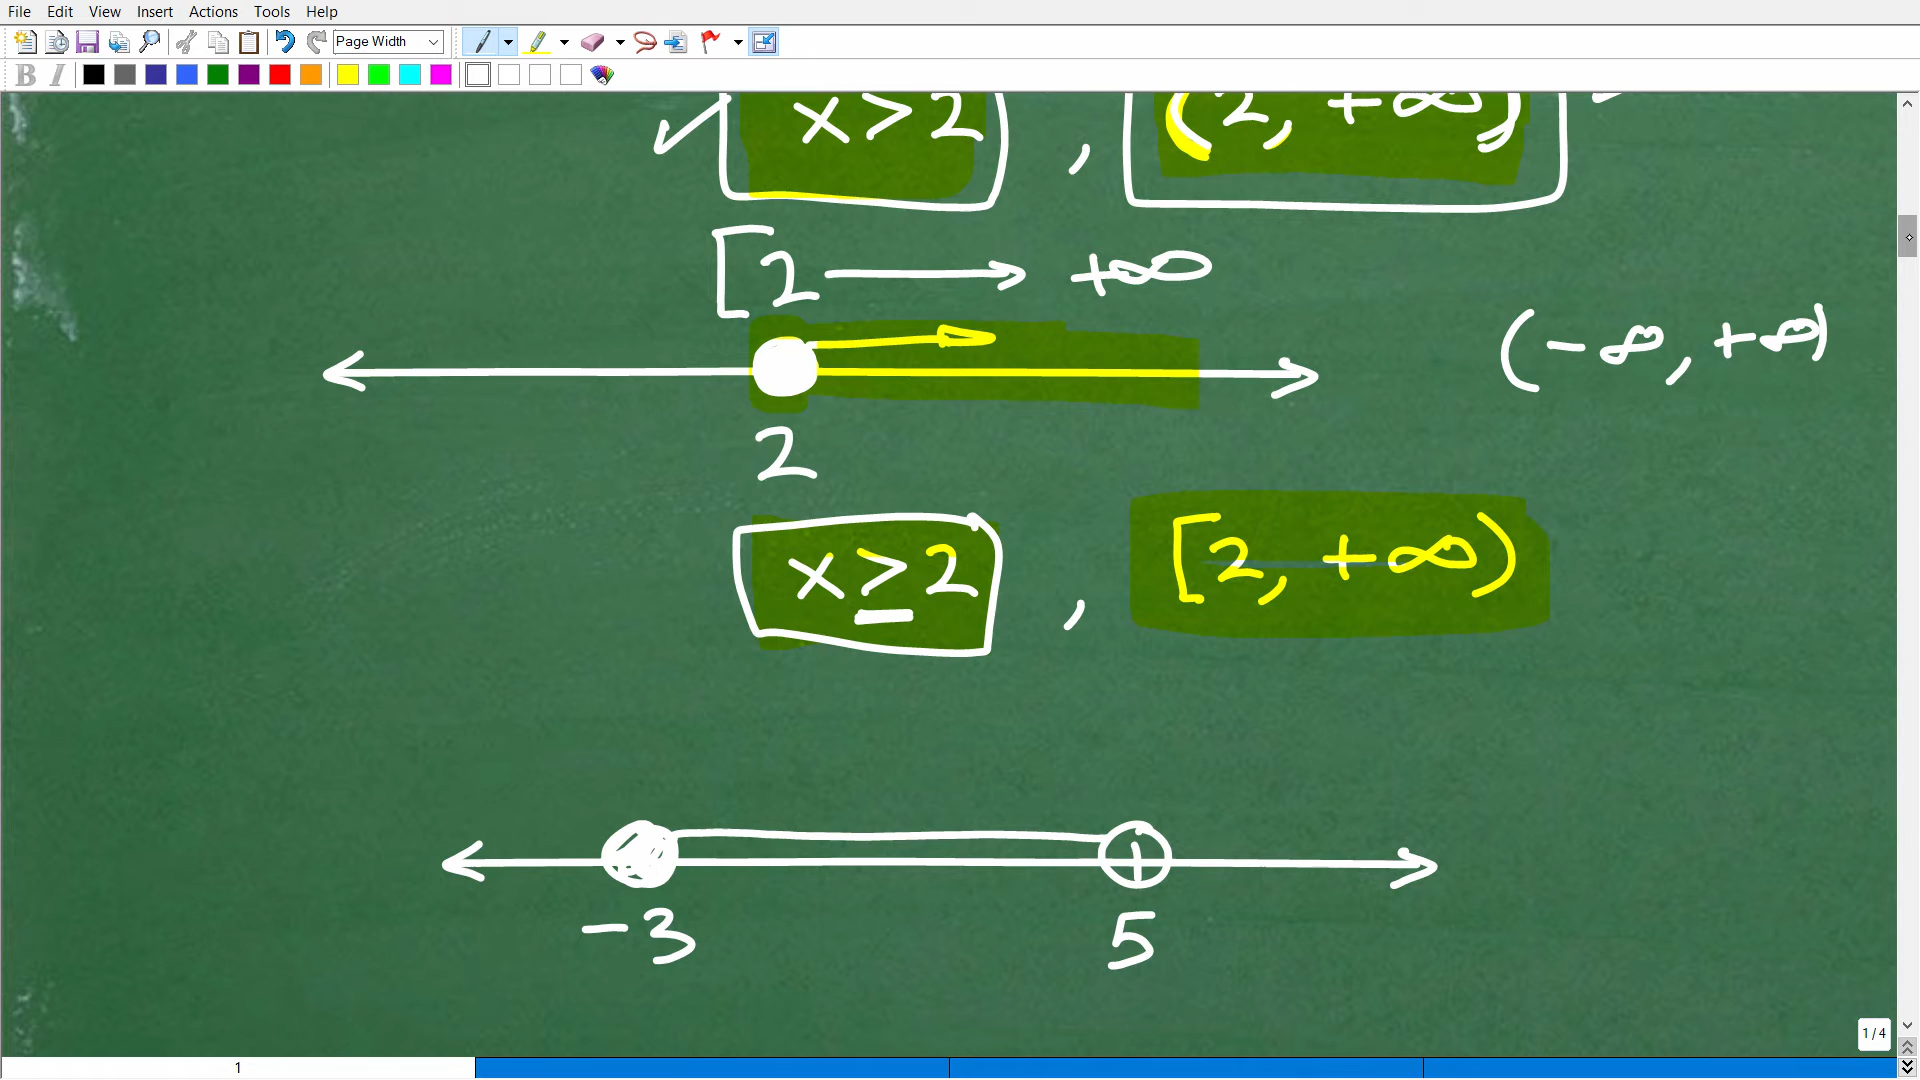 File Edit View Insert Actions Tools Help
Page Width
B I
x > 2 , (2, +∞)
[2 → +∞
(-∞, +∞)
2
x ≥ 2 , [2, +∞)
-3 5
1 / 4
1